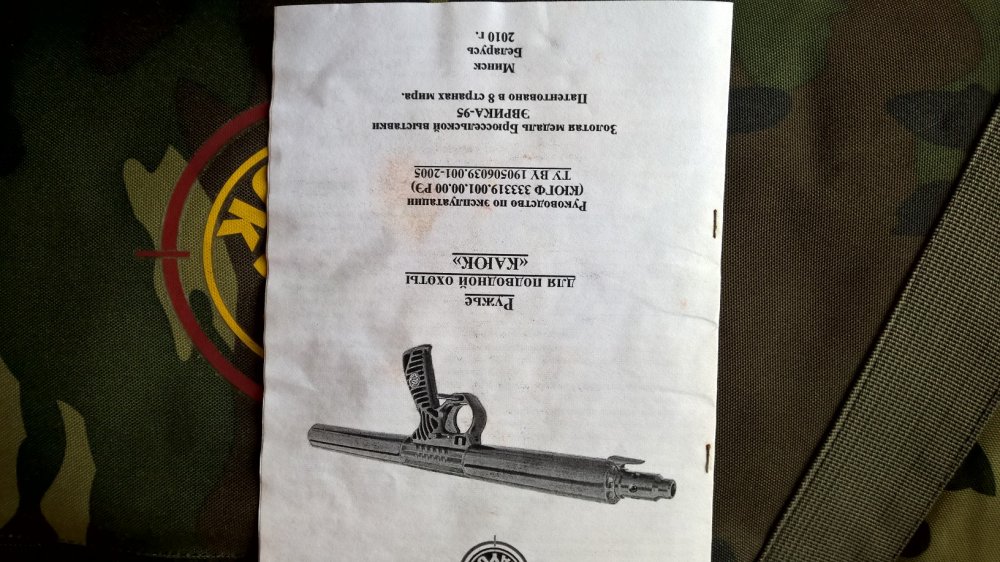 Ружье
для подводной охоты
«КАЮК»
Руководство по эксплуатации
(КЮГФ 333319.001.00.00 РЭ)
ТУ BY 190506039.001-2005
Золотая медаль Брюссельской выставки
ЭВРИКА-95
Патентовано в 8 странах мира.
Минск
Беларусь
2010 г.